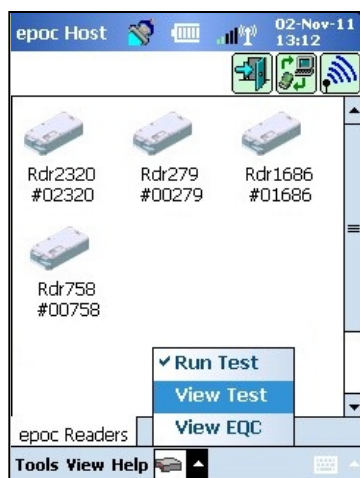 epoc Host 02-Nov-11
13:12
Rdr2320 Rdr279 Rdr1686
#02320 #00279 #01686
Rdr758
#00758
Run Test
View Test
View EQC
epoc Readers
Tools View Help